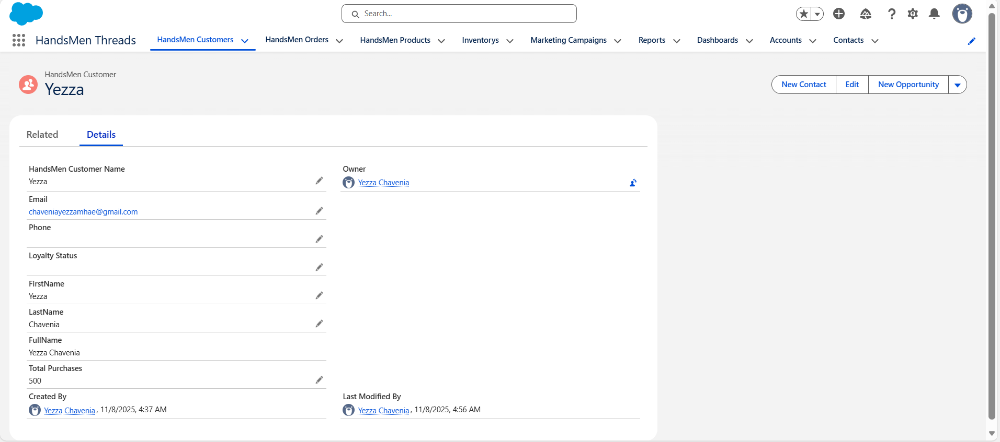 Search...
HandsMen Threads
HandsMen Customers
HandsMen Orders
HandsMen Products
Inventorys
Marketing Campaigns
Reports
Dashboards
Accounts
Contacts
HandsMen Customer
Yezza
New Contact
Edit
New Opportunity
Related
Details
HandsMen Customer Name
Yezza
Owner
Yezza Chavenia
Email
chaveniayezzamhae@gmail.com
Phone
Loyalty Status
FirstName
Yezza
LastName
Chavenia
FullName
Yezza Chavenia
Total Purchases
500
Created By
Yezza Chavenia, 11/8/2025, 4:37 AM
Last Modified By
Yezza Chavenia, 11/8/2025, 4:56 AM